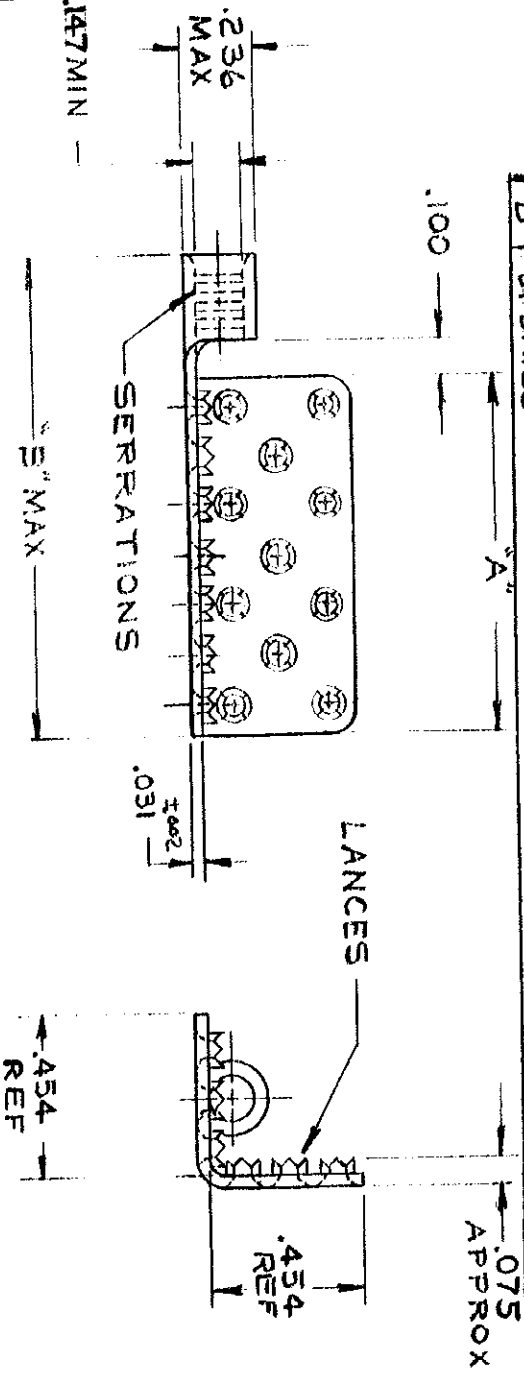 .236
MAX
.147 MIN
.100
"A"
SERRATIONS
"B" MAX
.031 ±.002
LANCES
.454
REF
.454
REF
.075
APPROX